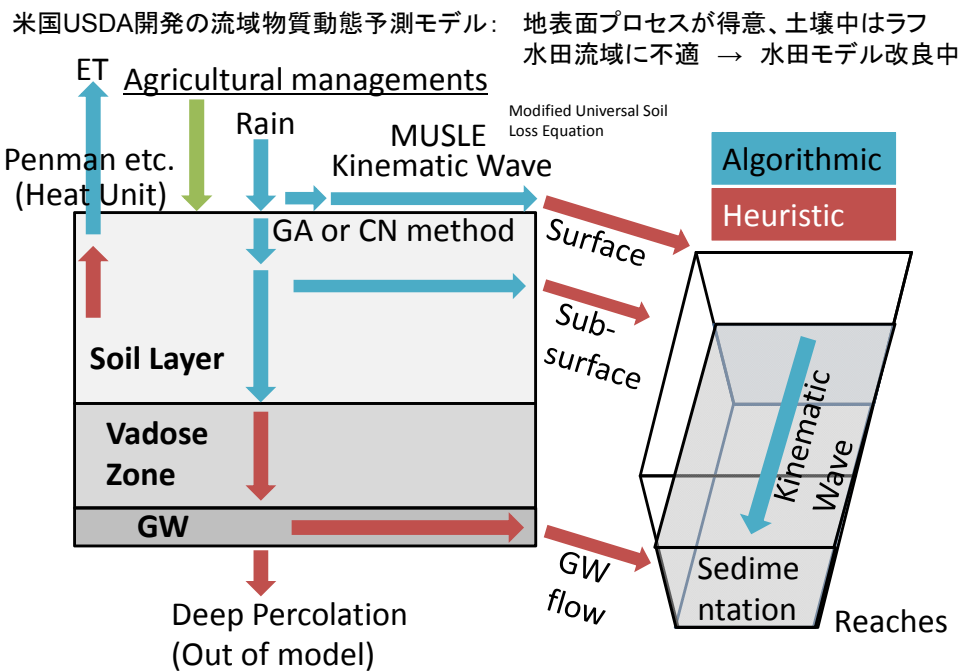 米国USDA開発の流域物質動態予測モデル： 地表面プロセスが得意、土壌中はラフ
水田流域に不適 → 水田モデル改良中
ET
Agricultural managements
Rain
Modified Universal Soil
Loss Equation
MUSLE
Kinematic Wave
Penman etc.
(Heat Unit)
Algorithmic
Heuristic
GA or CN method
Surface
Sub-
surface
Soil Layer
Vadose
Zone
GW
Kinematic
Wave
GW
flow
Sedime
ntation
Reaches
Deep Percolation
(Out of model)